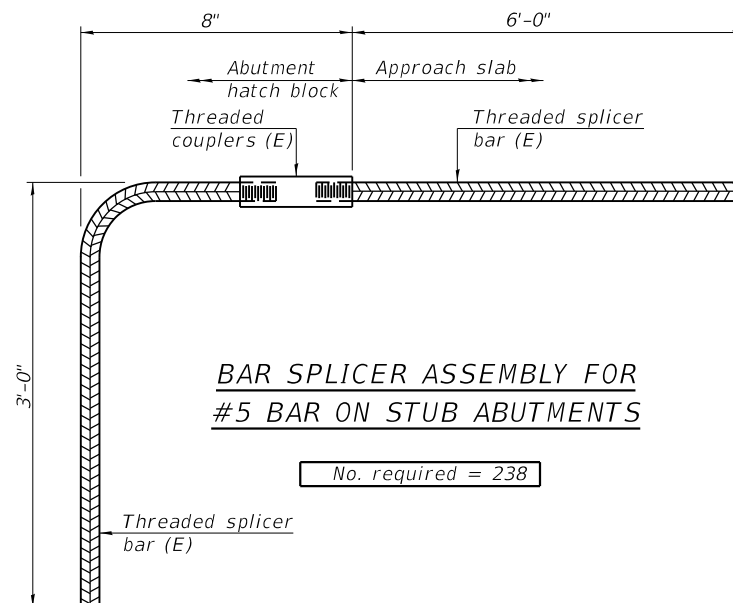 8"
6'-0"
Abutment
hatch block
Approach slab
Threaded
couplers (E)
Threaded splicer
bar (E)
3'-0"
BAR SPLICER ASSEMBLY FOR
#5 BAR ON STUB ABUTMENTS
No. required = 238
Threaded splicer
bar (E)